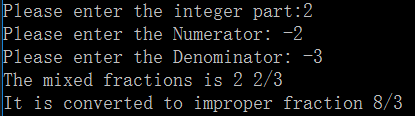 Please enter the integer part:2
Please enter the Numerator: -2
Please enter the Denominator: -3
The mixed fractions is 2 2/3
It is converted to improper fraction 8/3